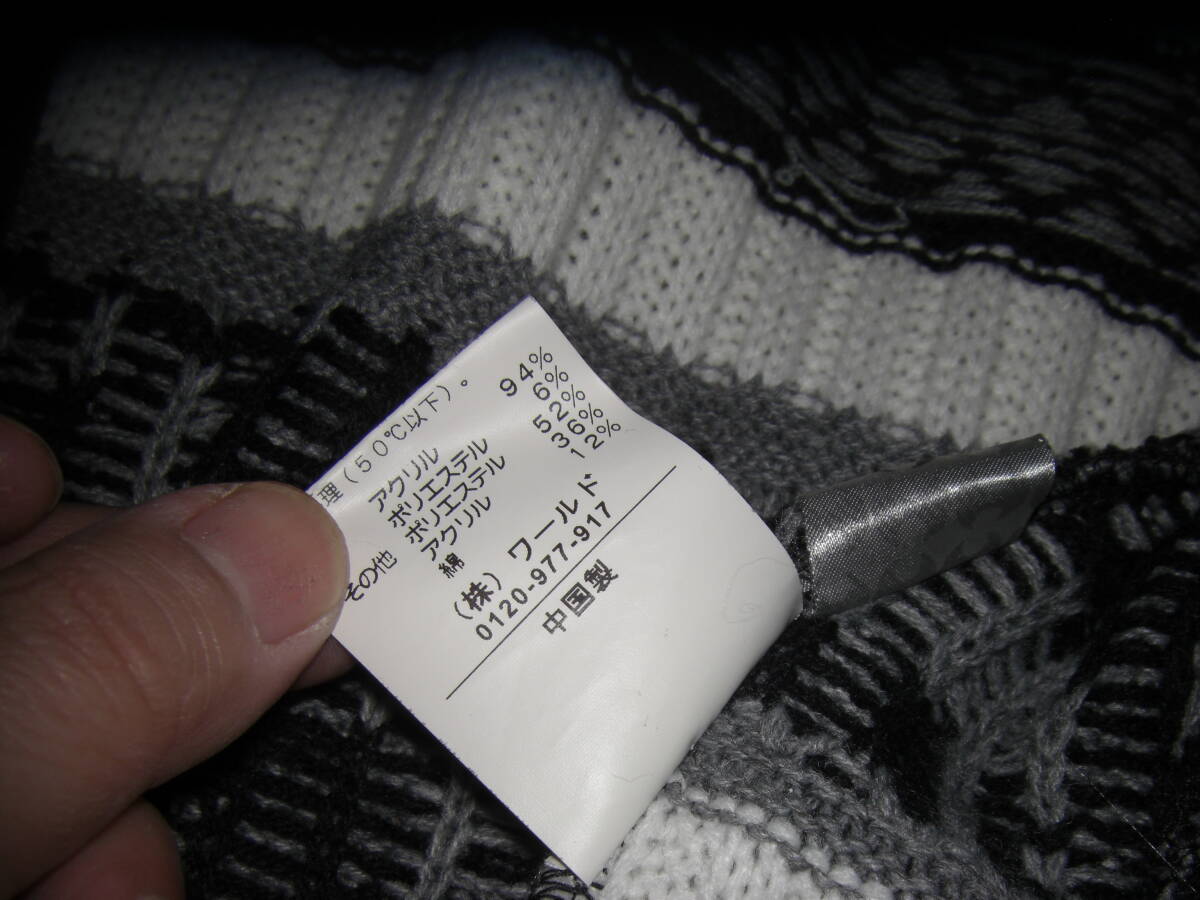 理(50℃以下)。
アクリル 94%
ポリエステル 6%
その他 ポリエステル 52%
アクリル 36%
綿 12%
(株) ワールド
0120-977-917
中国製